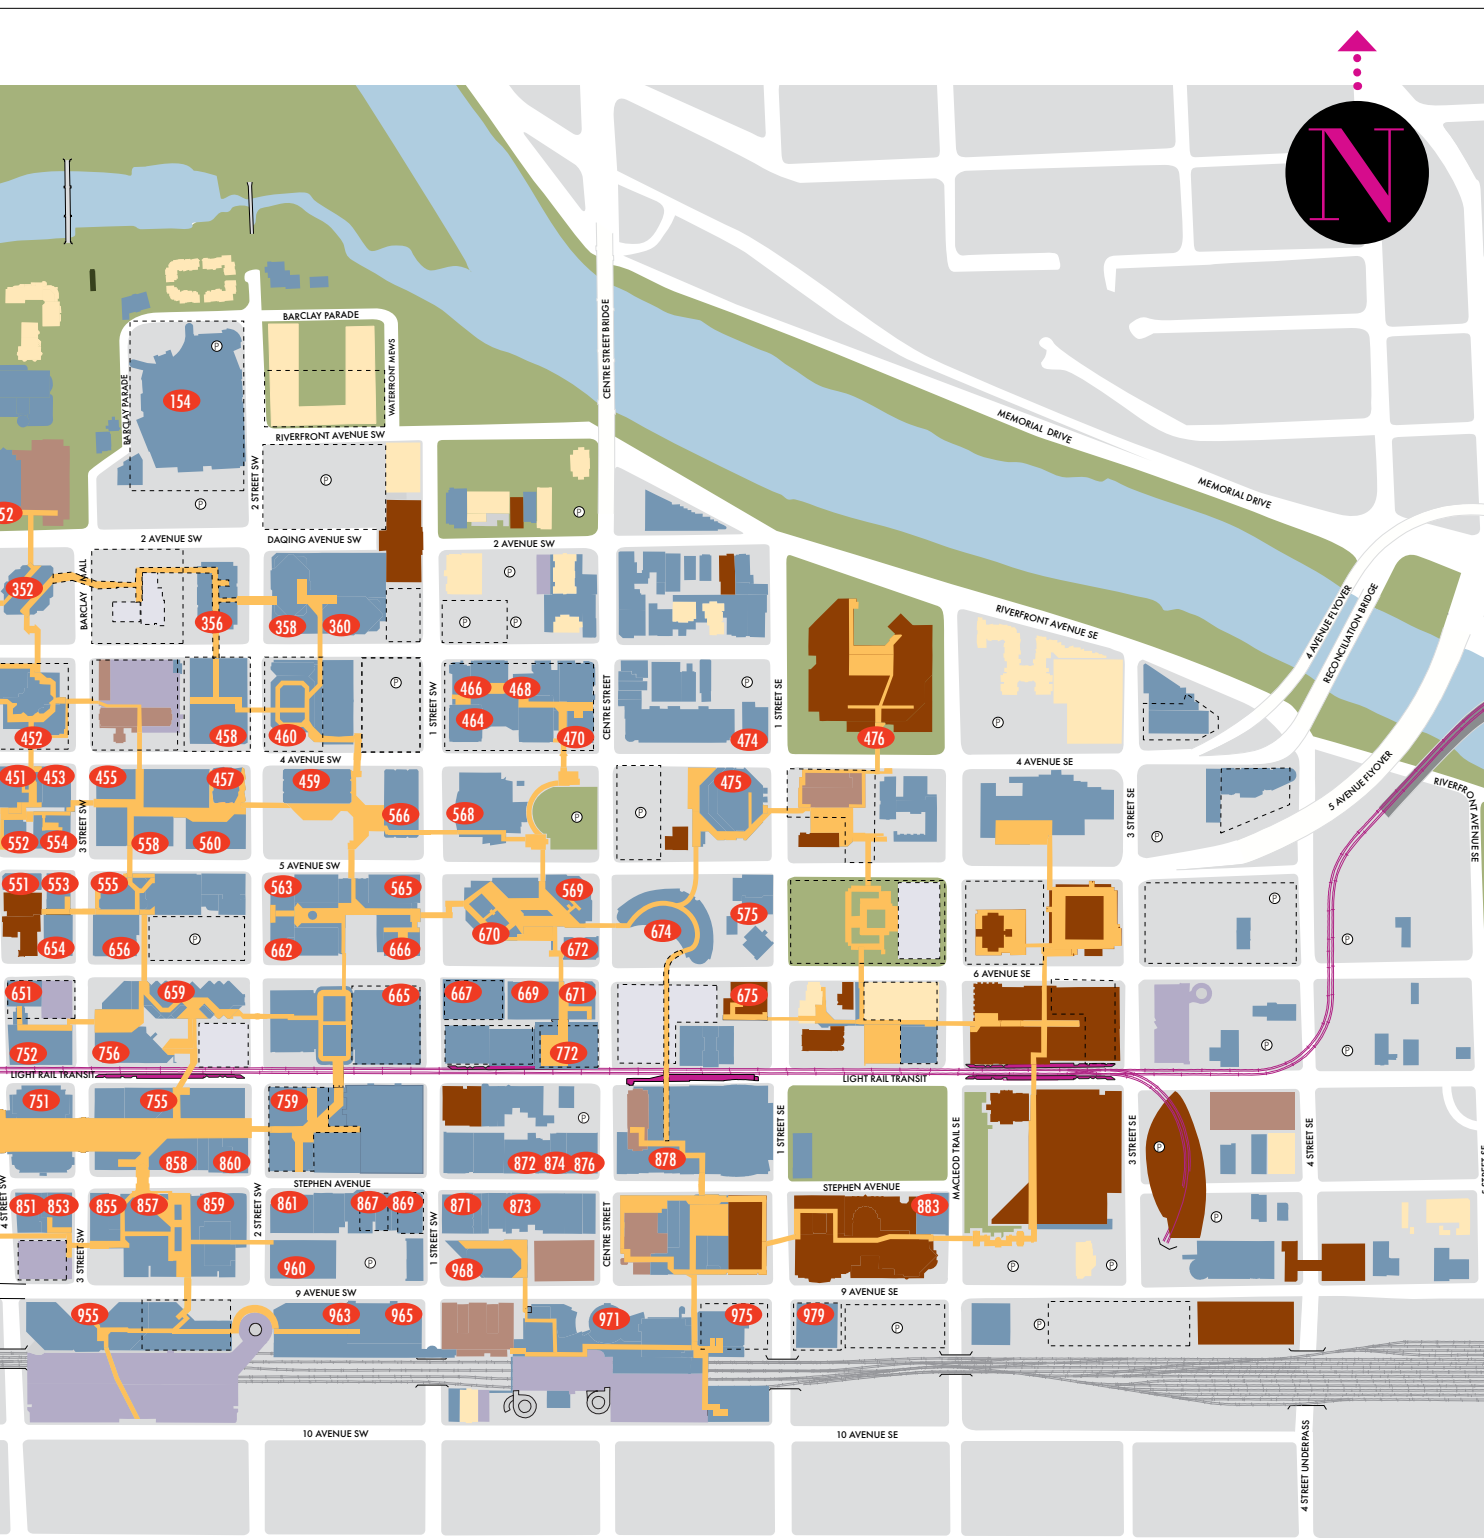 N
BARCLAY PARADE
CENTRE STREET BRIDGE
WATERFRONT MEWS
P
154
BARCLAY PARADE
MEMORIAL DRIVE
RIVERFRONT AVENUE SW
2 STREET SW
P
P
P
MEMORIAL DRIVE
52
2 AVENUE SW
DAQING AVENUE SW
2 AVENUE SW
P
BARCLAY MALL
352
356
358
360
P
P
RIVERFRONT AVENUE SE
4 AVENUE FLYOVER
RECONCILIATION BRIDGE
P
466
468
464
P
1 STREET SW
CENTRE STREET
1 STREET SE
452
458
460
470
474
476
P
4 AVENUE SW
4 AVENUE SE
5 AVENUE FLYOVER
RIVERFRONT AVENUE SE
451
453
455
457
459
475
566
568
P
P
3 STREET SW
3 STREET SE
P
552
554
558
560
5 AVENUE SW
551
553
555
563
565
569
P
575
670
674
P
P
654
656
662
666
672
6 AVENUE SE
651
659
665
667
669
671
675
752
756
772
P
P
LIGHT RAIL TRANSIT
LIGHT RAIL TRANSIT
751
755
759
P
1 STREET SE
MACLEOD TRAIL SE
3 STREET SE
P
4 STREET SE
858
860
872
874
876
878
STEPHEN AVENUE
STEPHEN AVENUE
4 STREET SW
851
853
855
857
859
861
867
869
871
873
883
P
2 STREET SW
3 STREET SW
1 STREET SW
CENTRE STREET
960
P
968
P
P
9 AVENUE SW
9 AVENUE SE
955
963
965
971
975
979
P
P
P
10 AVENUE SW
10 AVENUE SE
4 STREET UNDERPASS